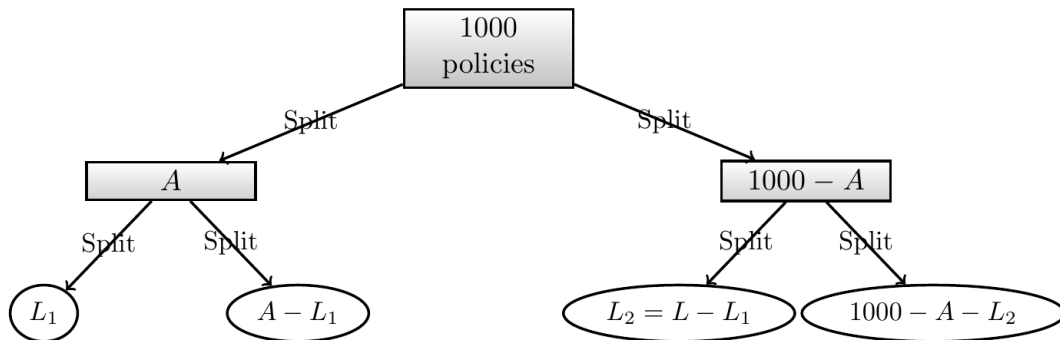 1000
policies
Split
Split
A
1000 − A
Split
Split
Split
Split
L₁
A − L₁
L₂ = L − L₁
1000 − A − L₂